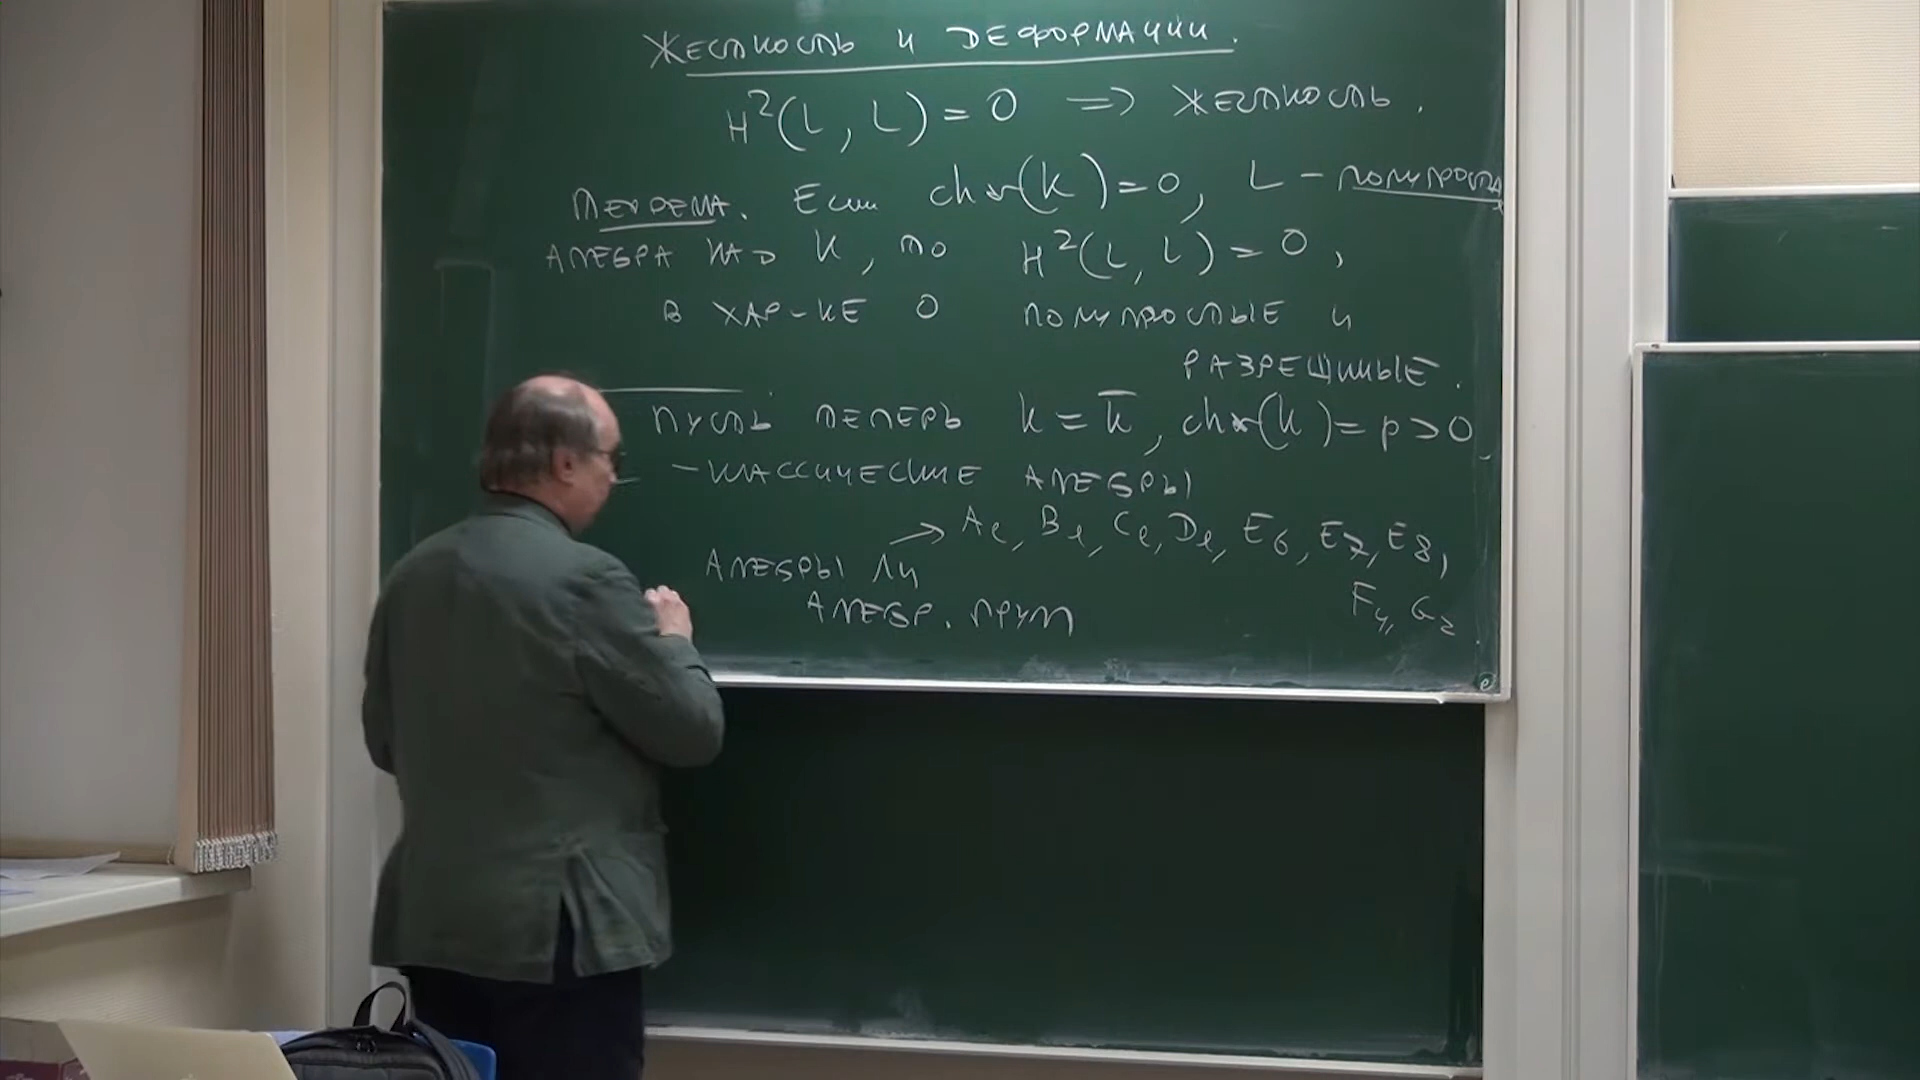 Жесткость и деформации.
H²(L, L) = 0 ⇒ жесткость.
Теорема. Если char(k) = 0, L – полупростая
алгебра над k, то H²(L, L) = 0,
в хар-ке 0 полупростые и
разрешимые.
Пусть теперь k = k̅, char(k) = p > 0
– классические алгебры
→ Aℓ, Bℓ, Cℓ, Dℓ, E₆, E₇, E₈,
алгебры Ли
F₄, G₂
алгебр. групп